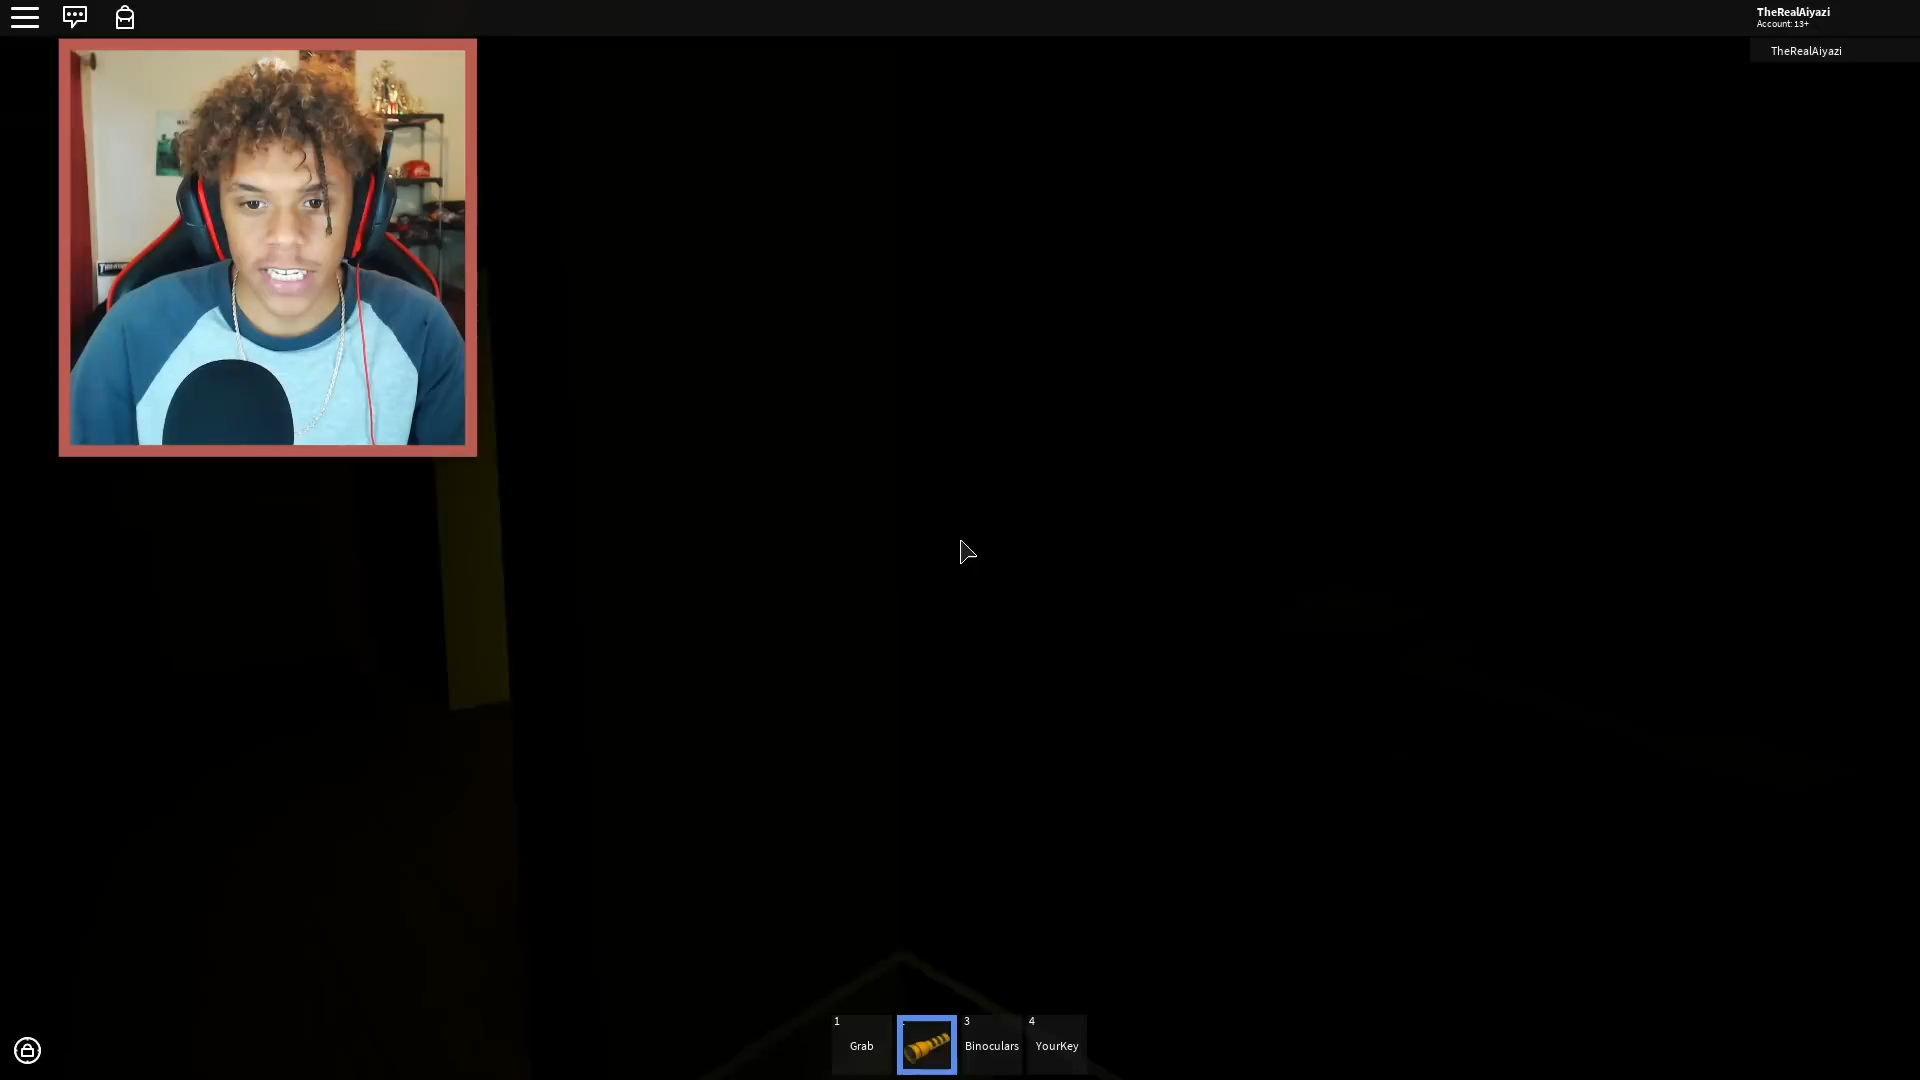 TheRealAiyazi
Account: 13+
TheRealAiyazi
1
Grab
3
Binoculars
4
YourKey